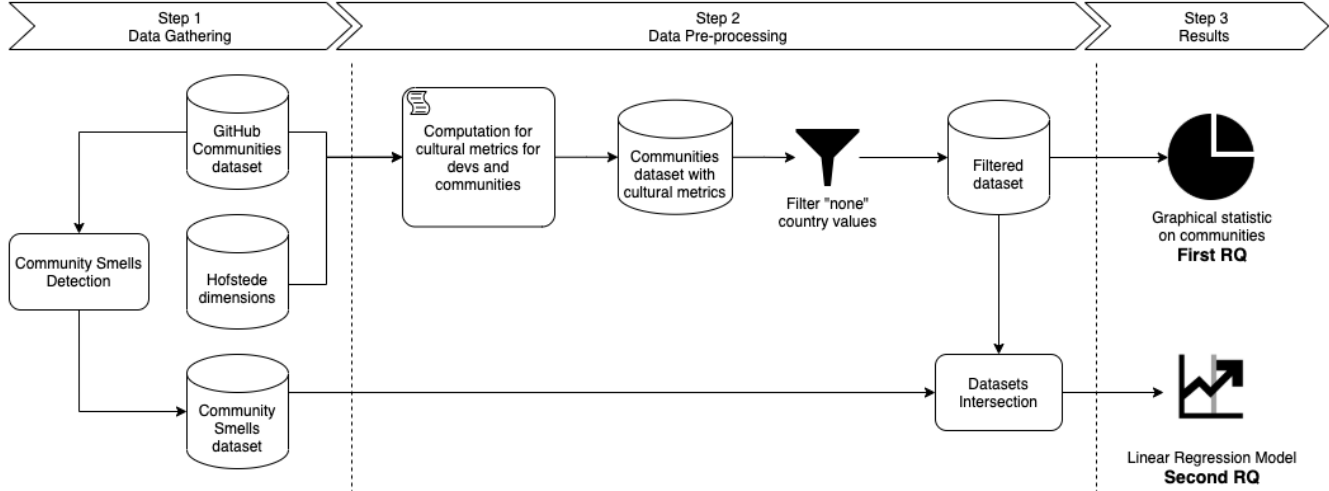 Step 1
Data Gathering
Step 2
Data Pre-processing
Step 3
Results
GitHub
Communities
dataset
Computation for
cultural metrics for
devs and
communities
Communities
dataset with
cultural metrics
Filter "none"
country values
Filtered
dataset
Graphical statistic
on communities
First RQ
Community Smells
Detection
Hofstede
dimensions
Community
Smells
dataset
Datasets
Intersection
Linear Regression Model
Second RQ